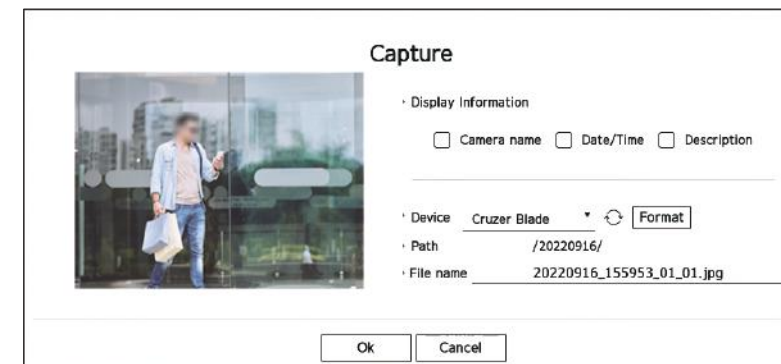 Capture
Display Information
Camera name Date/Time Description
Device Cruzer Blade Format
Path /20220916/
File name 20220916_155953_01_01.jpg
Ok Cancel